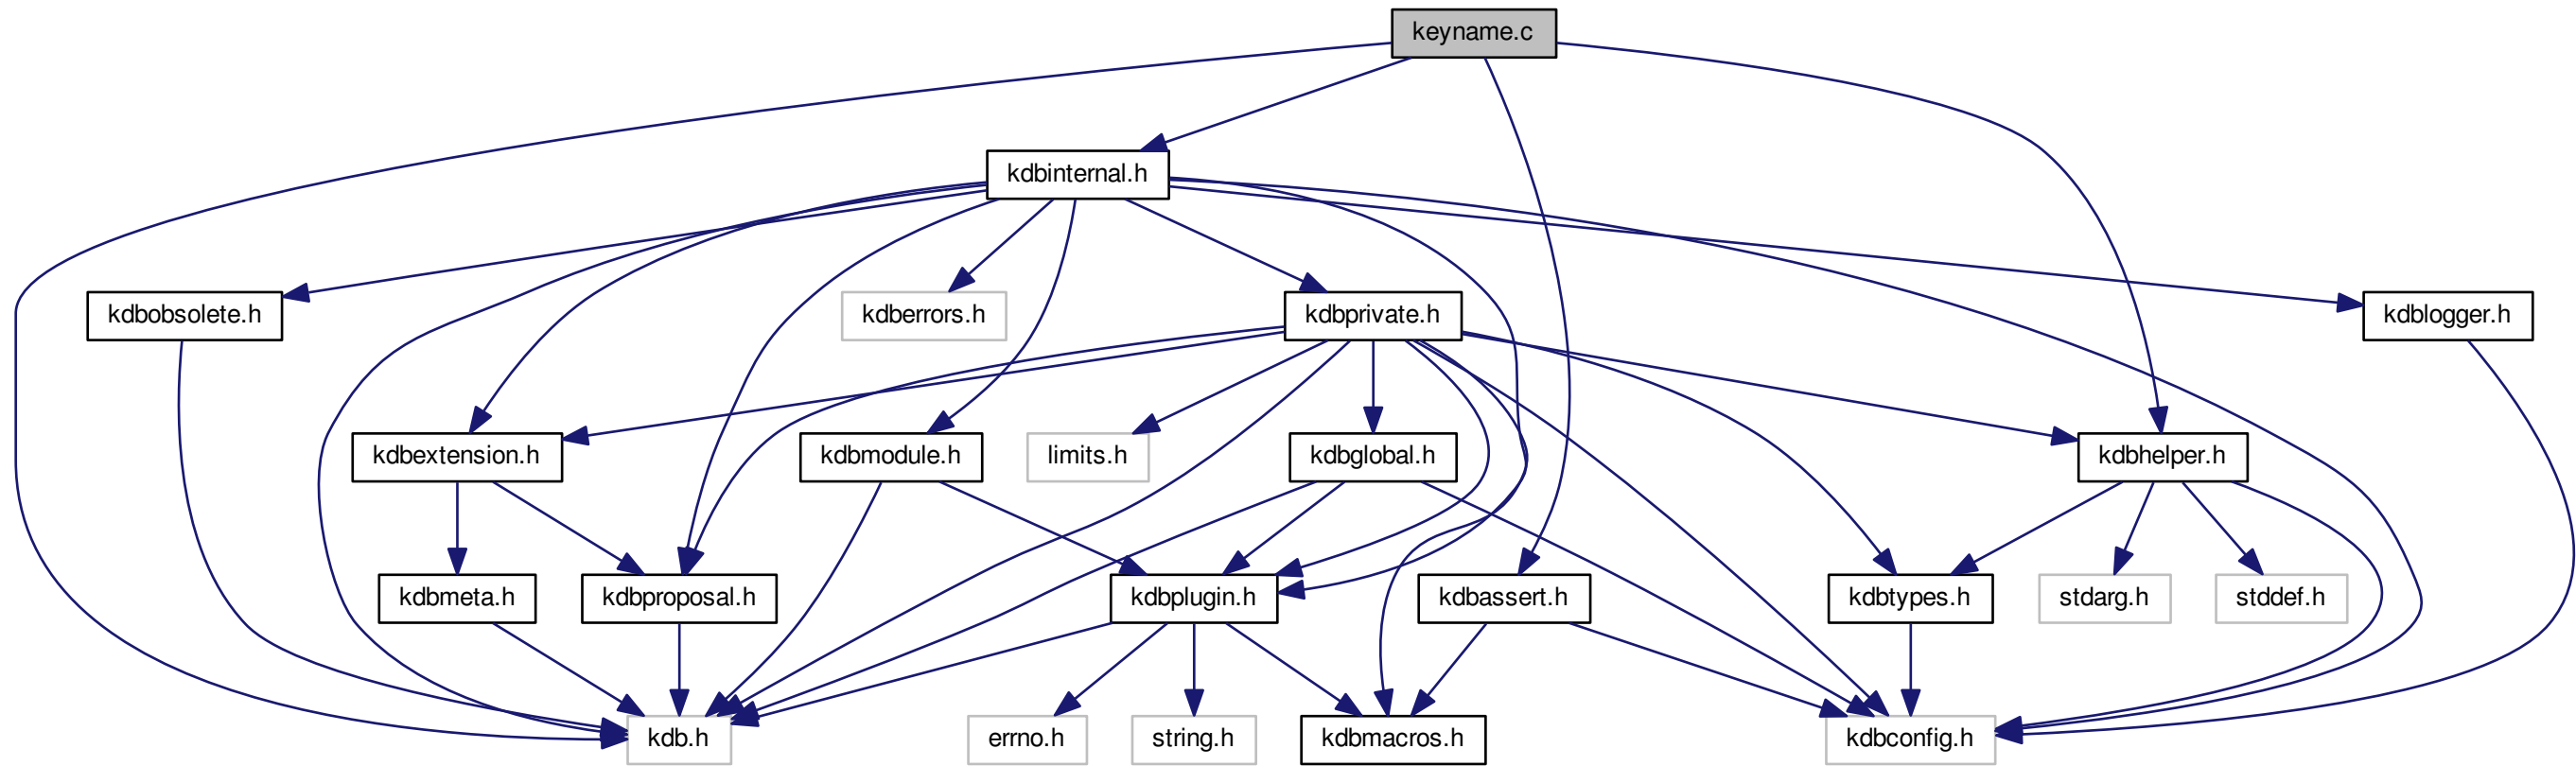 keyname.c
kdbinternal.h
kdbobsolete.h
kdberrors.h
kdbprivate.h
kdblogger.h
kdbextension.h
kdbmodule.h
limits.h
kdbglobal.h
kdbhelper.h
kdbmeta.h
kdbproposal.h
kdbplugin.h
kdbassert.h
kdbtypes.h
stdarg.h
stddef.h
kdb.h
errno.h
string.h
kdbmacros.h
kdbconfig.h